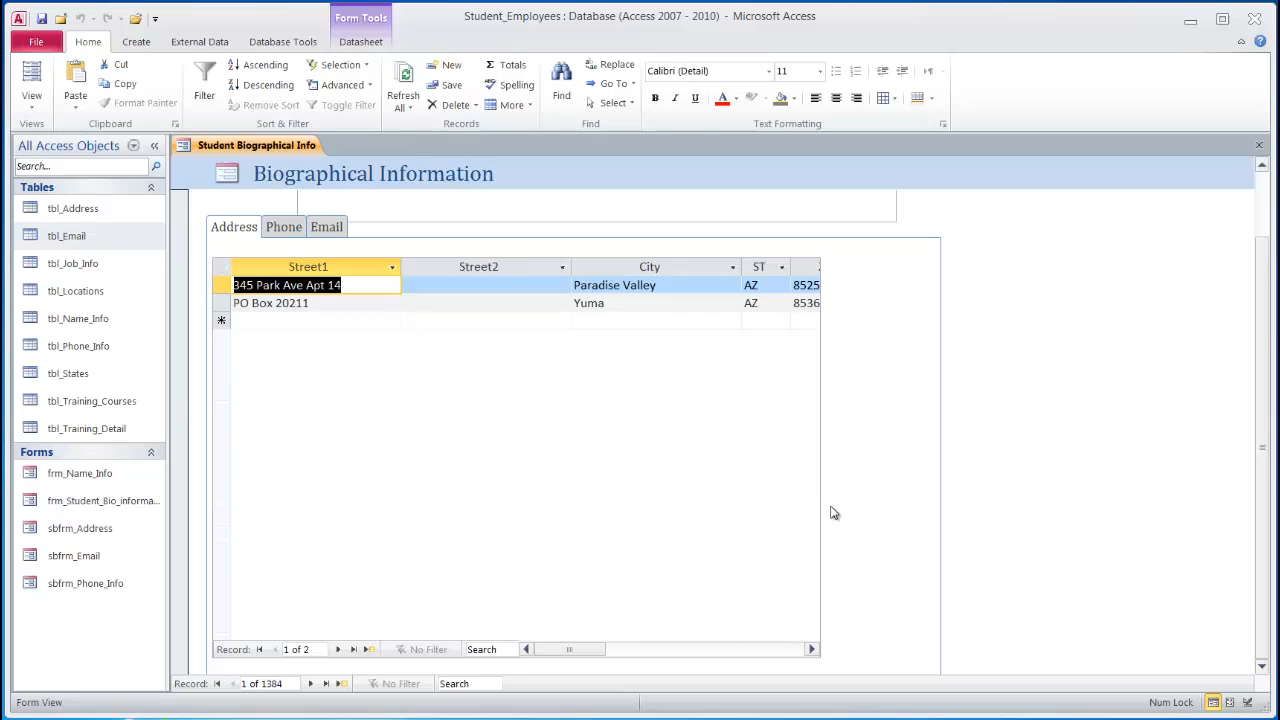 Student_Employees : Database (Access 2007 - 2010) - Microsoft Access
Form Tools
File Home Create External Data Database Tools Datasheet
View
Views
Paste
Cut
Copy
Format Painter
Clipboard
Filter
Ascending
Descending
Remove Sort
Selection
Advanced
Toggle Filter
Sort & Filter
Refresh All
New
Save
Delete
Totals
Spelling
More
Records
Find
Replace
Go To
Select
Find
Calibri (Detail) 11
B I U A
Text Formatting
All Access Objects
Search...
Tables
tbl_Address
tbl_Email
tbl_Job_Info
tbl_Locations
tbl_Name_Info
tbl_Phone_Info
tbl_States
tbl_Training_Courses
tbl_Training_Detail
Forms
frm_Name_Info
frm_Student_Bio_informa...
sbfrm_Address
sbfrm_Email
sbfrm_Phone_Info
Student Biographical Info
Biographical Information
Address Phone Email
Street1 Street2 City ST
345 Park Ave Apt 14 Paradise Valley AZ 8525
PO Box 20211 Yuma AZ 8536
Record: 1 of 2 No Filter Search
Record: 1 of 1384 No Filter Search
Form View Num Lock